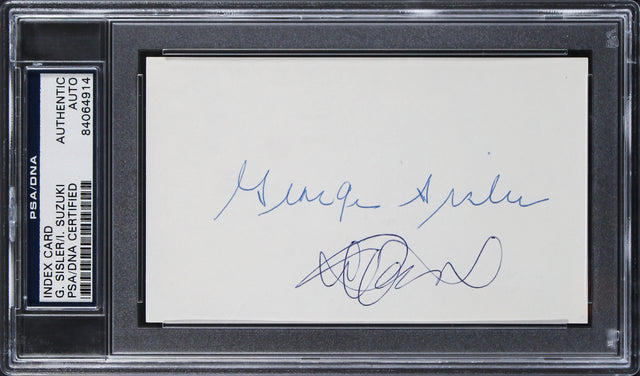 PSA/DNA
INDEX CARD
G. SISLER/I. SUZUKI
PSA/DNA CERTIFIED
AUTHENTIC
AUTO
84064914
George Sisler